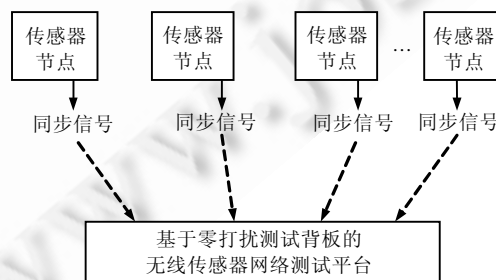 传感器
节点
传感器
节点
传感器
节点
...
传感器
节点
同步信号
同步信号
同步信号
同步信号
基于零打扰测试背板的
无线传感器网络测试平台